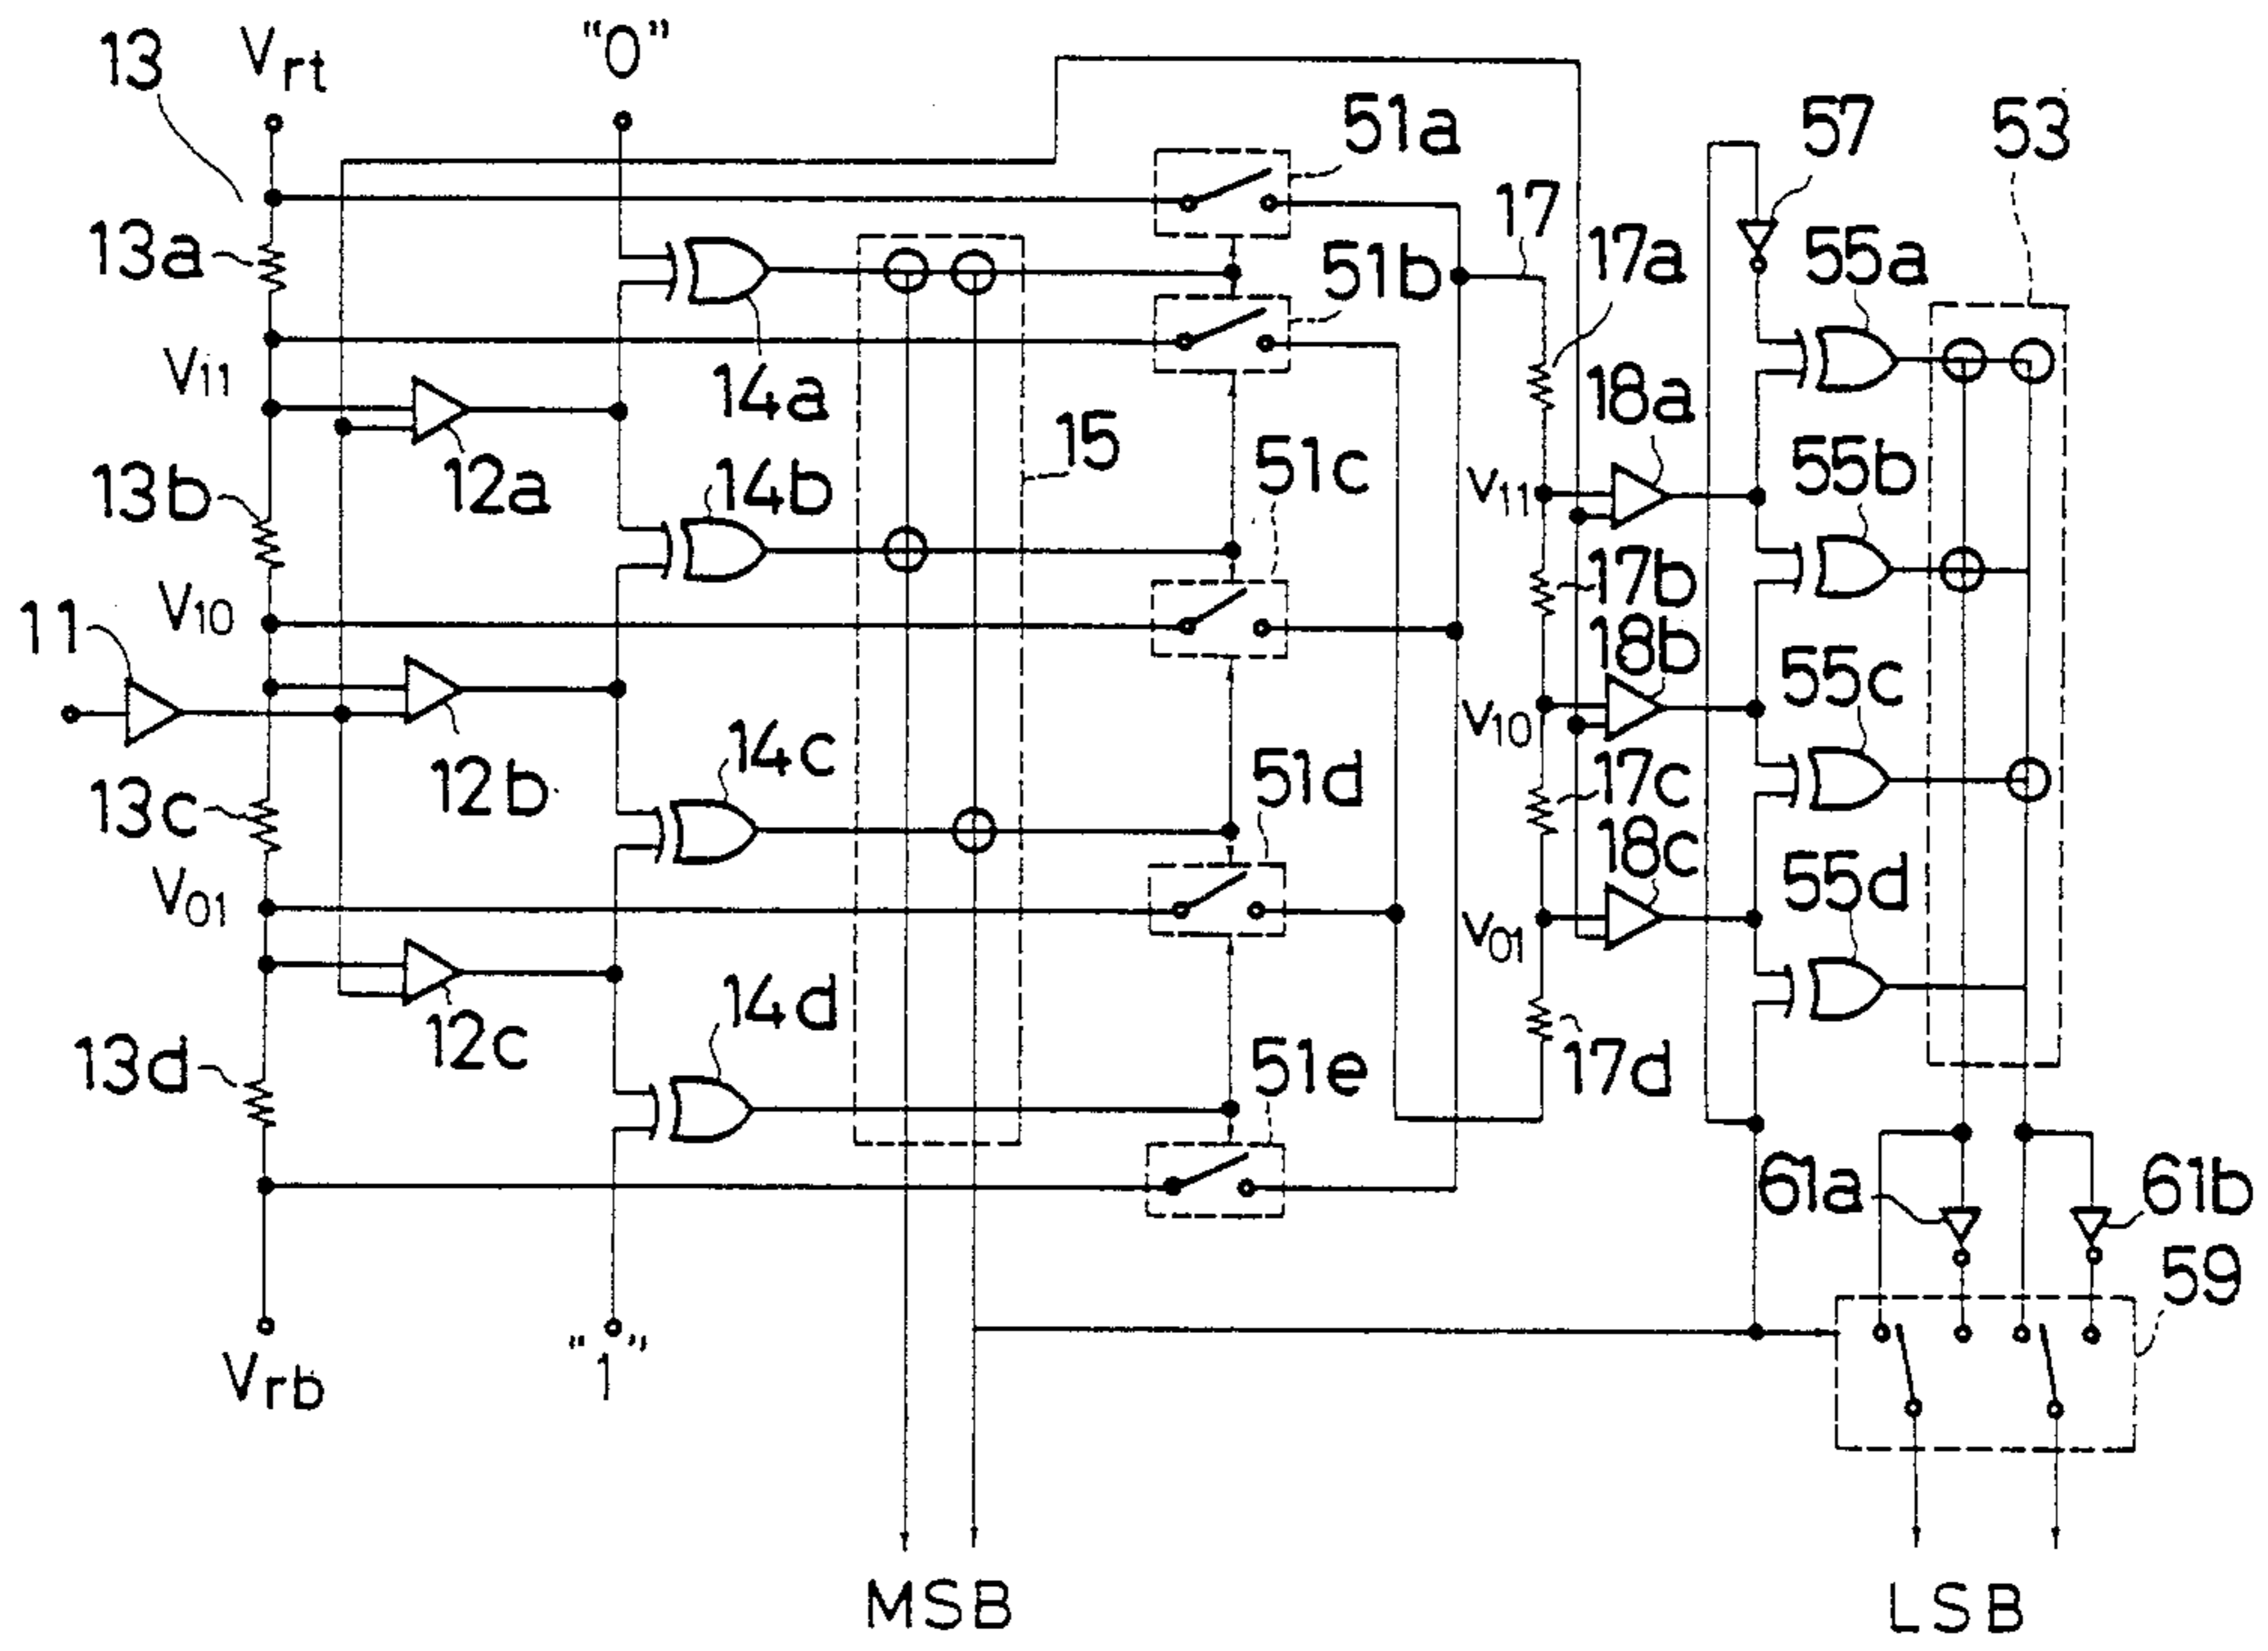 13
Vrt
"0"
51a
57
53
13a
51b
17
17a
55a
V11
14a
15
18a
12a
13b
14b
51c
V11
55b
17b
V10
11
18b
55c
V10
14c
51d
12b
13c
17c
18c
V01
55d
V01
14d
12c
13d
51e
17d
61a
61b
59
Vrb
"1"
MSB
LSB